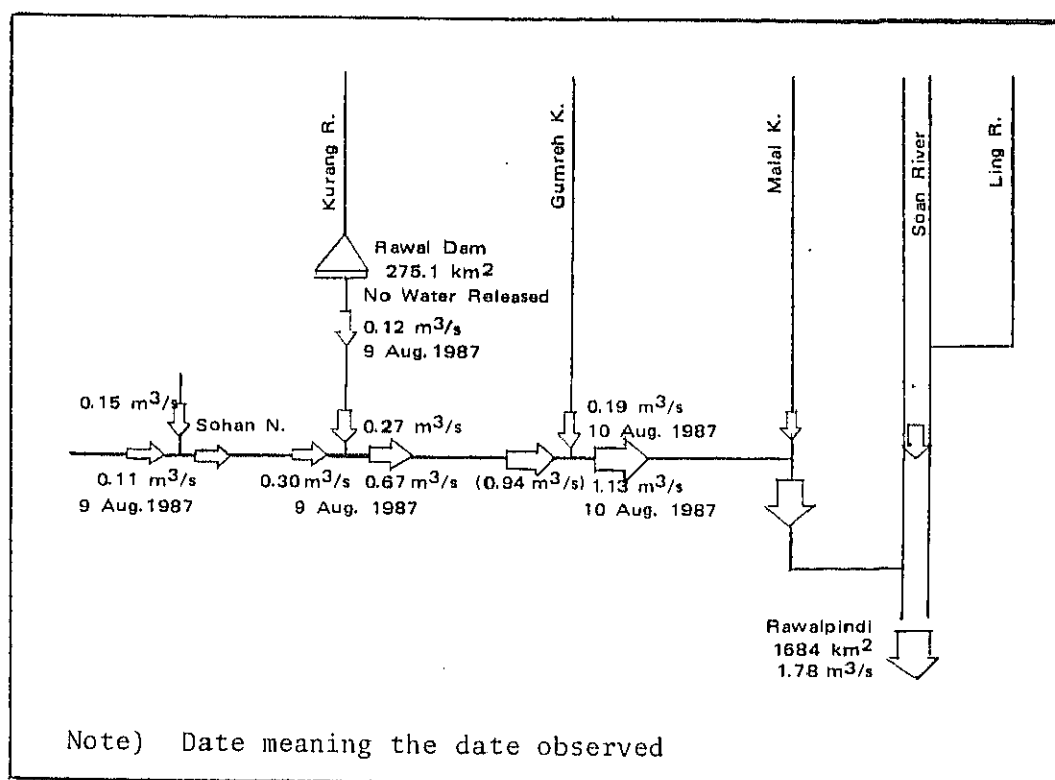 Kurang R.
Gumreh K.
Malal K.
Soan River
Ling R.
Rawal Dam
275.1 km2
No Water Released
0.12 m3/s
9 Aug. 1987
0.15 m3/s
Sohan N.
0.27 m3/s
0.19 m3/s
10 Aug. 1987
0.11 m3/s
9 Aug. 1987
0.30 m3/s
9 Aug. 1987
0.67 m3/s
(0.94 m3/s)
1.13 m3/s
10 Aug. 1987
Rawalpindi
1684 km2
1.78 m3/s
Note) Date meaning the date observed